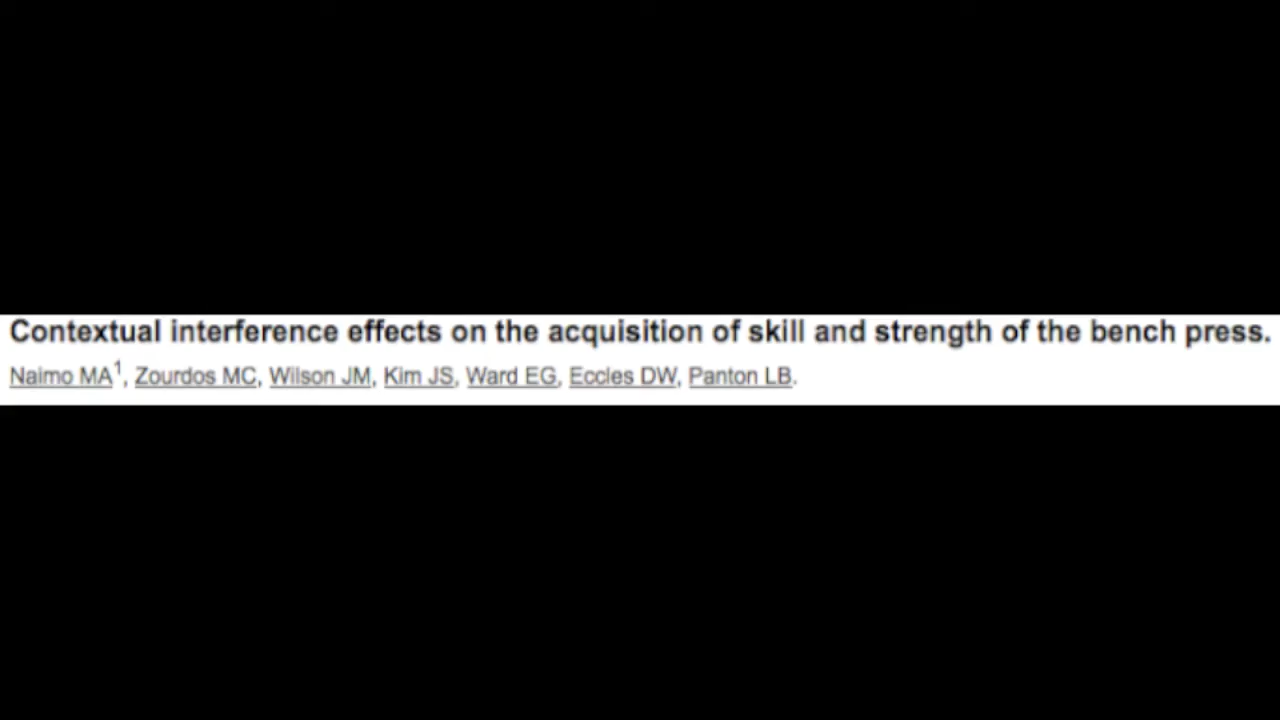 Contextual interference effects on the acquisition of skill and strength of the bench press.
Naimo MA1, Zourdos MC, Wilson JM, Kim JS, Ward EG, Eccles DW, Panton LB.